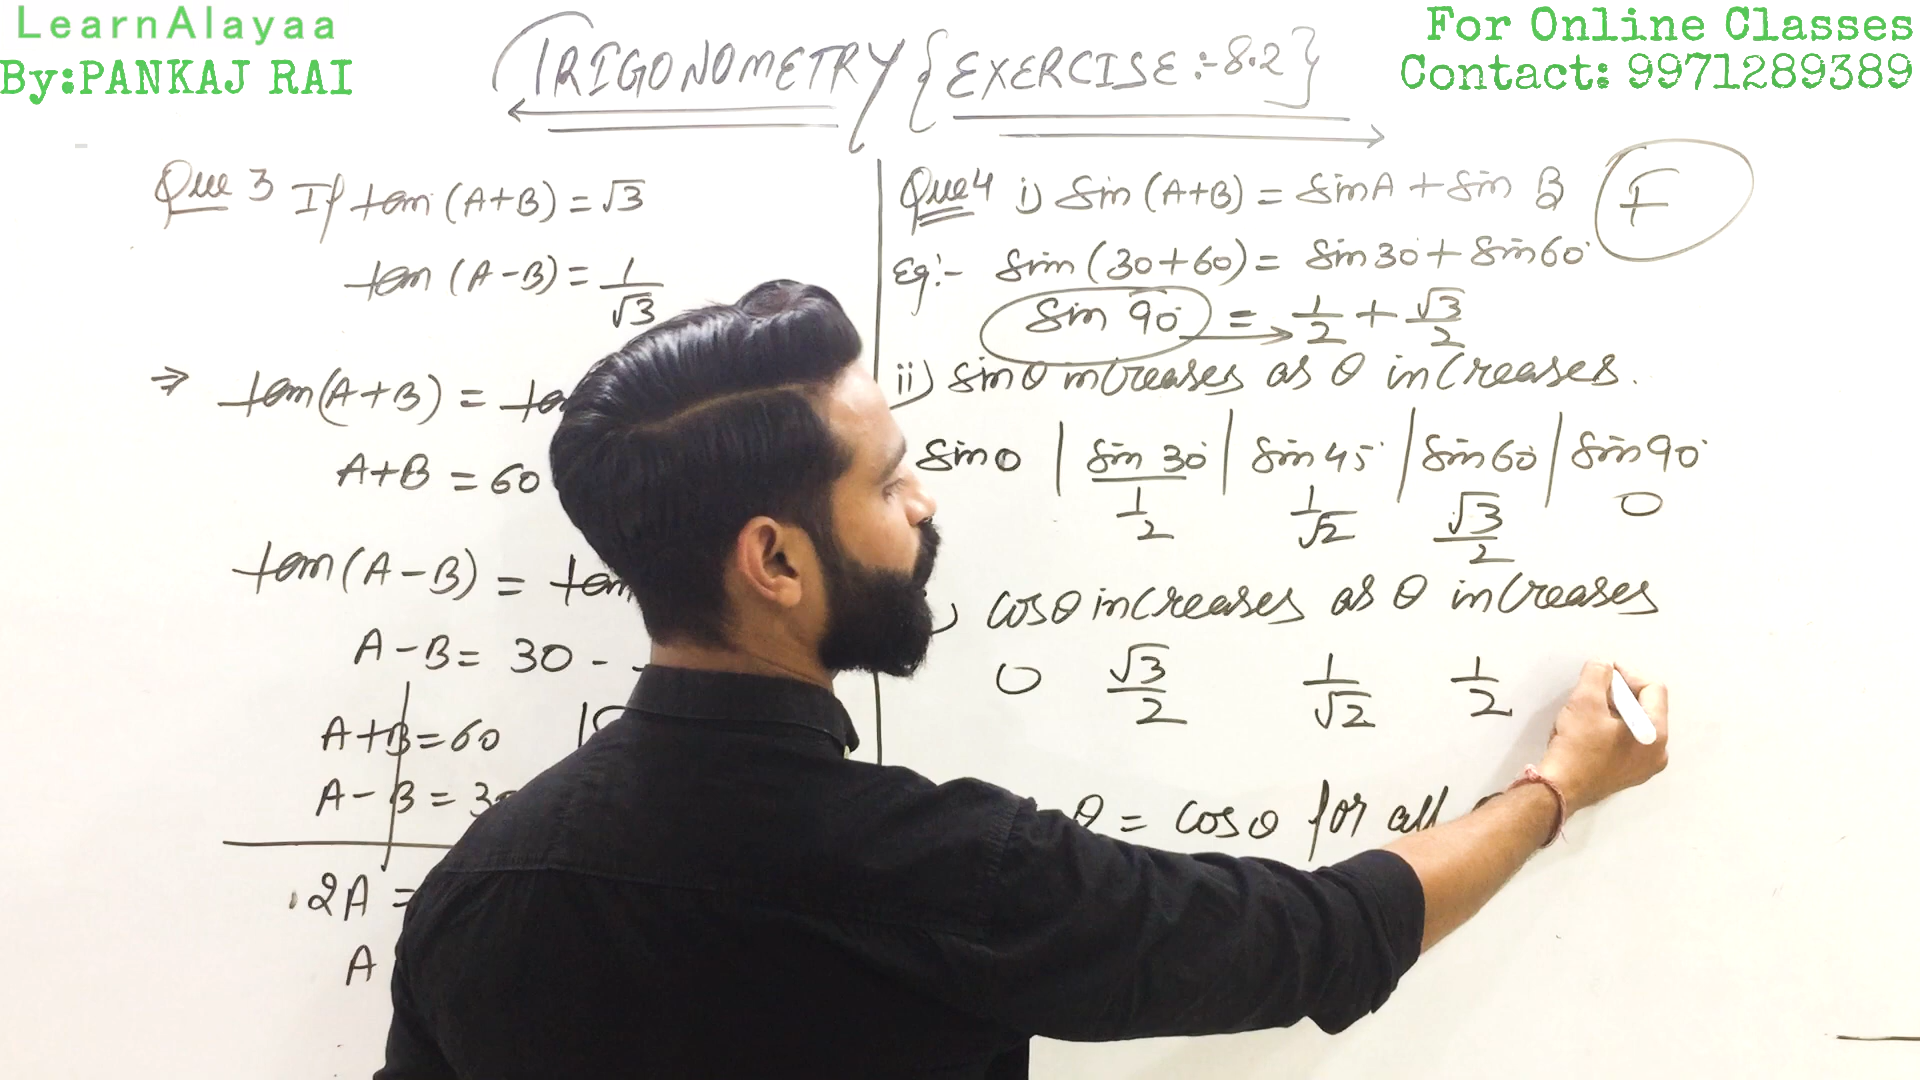 LearnAlayaa
By:PANKAJ RAI
TRIGONOMETRY {EXERCISE:-8.2}
For Online Classes
Contact: 9971289389
Que 3 If tan (A+B) = √3
tan (A-B) = 1/√3
⇒ tan(A+B) = tan
A+B = 60
tan(A-B) = tan
A-B = 30 -
A+B = 60
A-B = 30
2A =
A
Que 4 i) Sin (A+B) = SinA + Sin B F
Eg:- Sin (30+60) = Sin 30° + Sin 60°
Sin 90° = 1/2 + √3/2
ii) Sinθ increases as θ increases.
Sin 0 | Sin 30° | Sin 45° | Sin 60° | Sin 90°
1/2 1/√2 √3/2 0
cosθ increases as θ increases
0 √3/2 1/√2 1/2
θ = cosθ for all